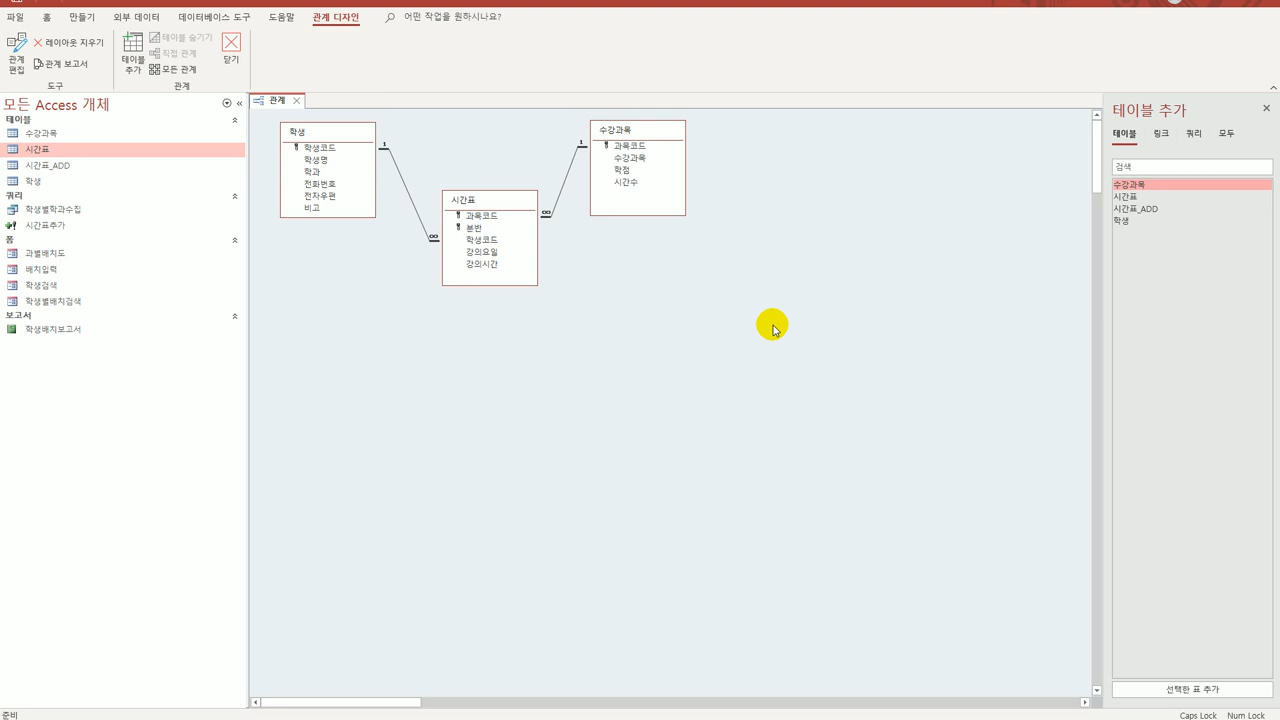 파일 홈 만들기 외부 데이터 데이터베이스 도구 도움말 관계 디자인 어떤 작업을 원하시나요?
관계 편집
레이아웃 지우기
관계 보고서
도구
테이블 추가
테이블 숨기기
직접 관계
모든 관계
닫기
관계
모든 Access 개체
테이블
수강과목
시간표
시간표_ADD
학생
쿼리
학생별학과수집
시간표추가
폼
과별배치도
배치입력
학생검색
학생별배치검색
보고서
학생배치보고서
관계
학생
학생코드
학생명
학과
전화번호
전자우편
비고
1
∞
시간표
과목코드
분반
학생코드
강의요일
강의시간
∞
1
수강과목
과목코드
수강과목
학점
시간수
테이블 추가
테이블 링크 쿼리 모두
검색
수강과목
시간표
시간표_ADD
학생
선택한 표 추가
준비
Caps Lock Num Lock